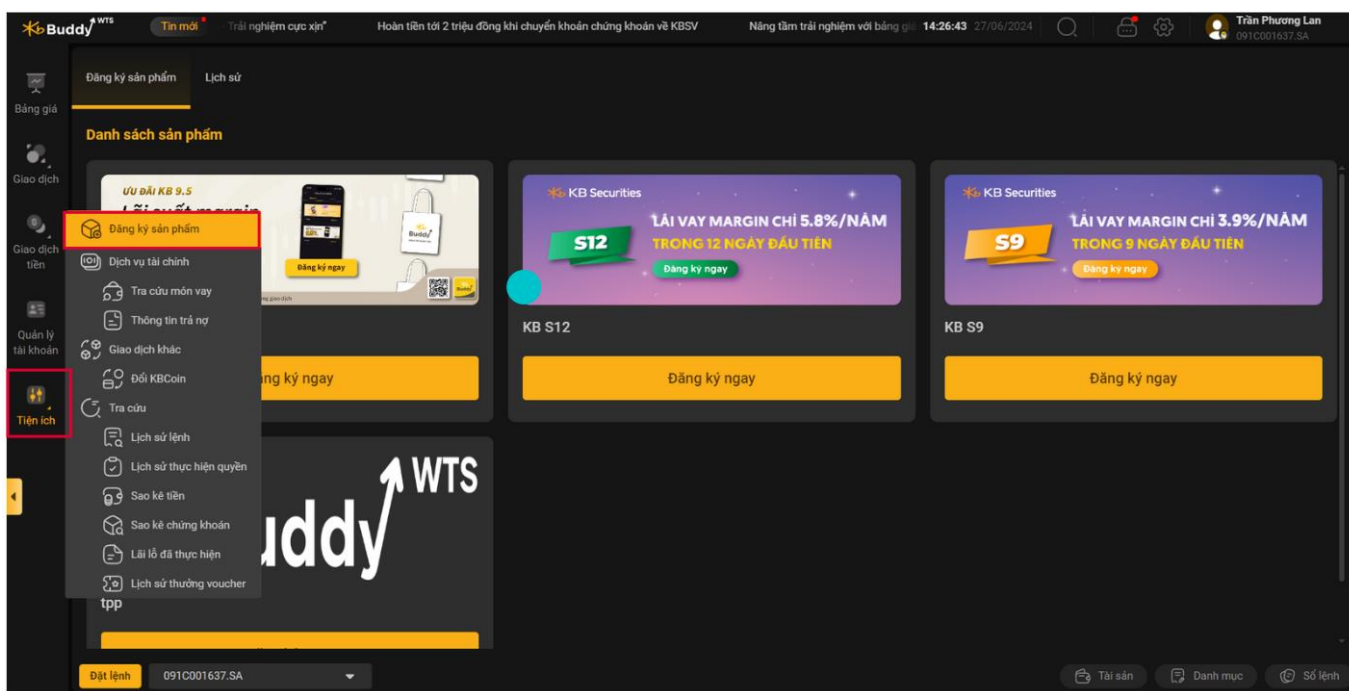 KbBuddy WTS
Tin mới
Trải nghiệm cực xịn"
Hoàn tiền tới 2 triệu đồng khi chuyển khoản chứng khoán về KBSV
Nâng tầm trải nghiệm với bảng giá
14:26:43 27/06/2024
Trần Phương Lan
091C001637.SA
Bảng giá
Giao dịch
Giao dịch
tiền
Quản lý
tài khoản
Tiện ích
Đăng ký sản phẩm
Lịch sử
Danh sách sản phẩm
ƯU ĐÃI KB 9.5
Lãi suất margin
Buddy
Đăng ký ngay
KB Securities
LÃI VAY MARGIN CHỈ 5.8%/NĂM
S12
TRONG 12 NGÀY ĐẦU TIÊN
Đăng ký ngay
KB S12
Đăng ký ngay
KB Securities
LÃI VAY MARGIN CHỈ 3.9%/NĂM
S9
TRONG 9 NGÀY ĐẦU TIÊN
Đăng ký ngay
KB S9
Đăng ký ngay
Đăng ký sản phẩm
Dịch vụ tài chính
Tra cứu món vay
Thông tin trả nợ
Giao dịch khác
Đổi KBCoin
Tra cứu
Lịch sử lệnh
Lịch sử thực hiện quyền
Sao kê tiền
Sao kê chứng khoán
Lãi lỗ đã thực hiện
Lịch sử thưởng voucher
ng ký ngay
uddy WTS
tpp
Đặt lệnh
091C001637.SA
Tài sản
Danh mục
Sổ lệnh